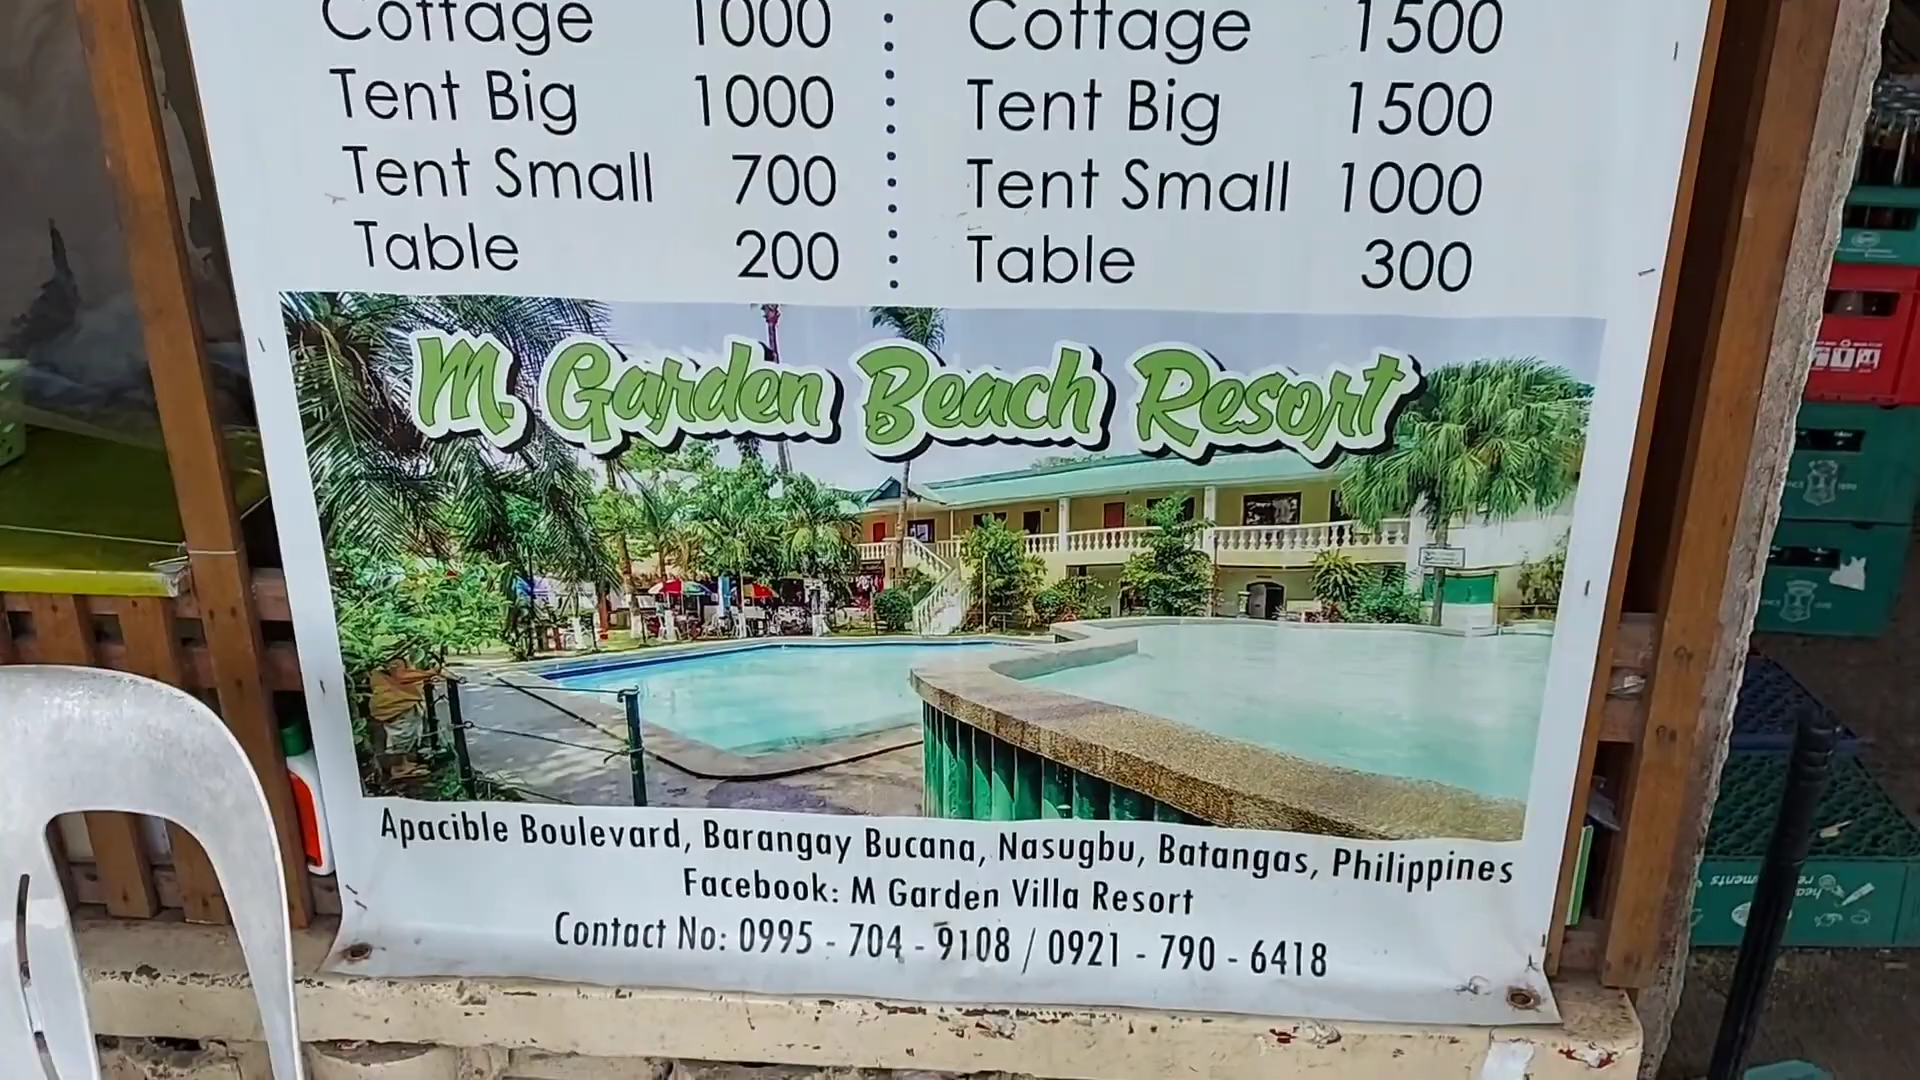 Cottage 1000 Cottage 1500
Tent Big 1000 Tent Big 1500
Tent Small 700 Tent Small 1000
Table 200 Table 300
M. Garden Beach Resort
Apacible Boulevard, Barangay Bucana, Nasugbu, Batangas, Philippines
Facebook: M Garden Villa Resort
Contact No: 0995 - 704 - 9108 / 0921 - 790 - 6418